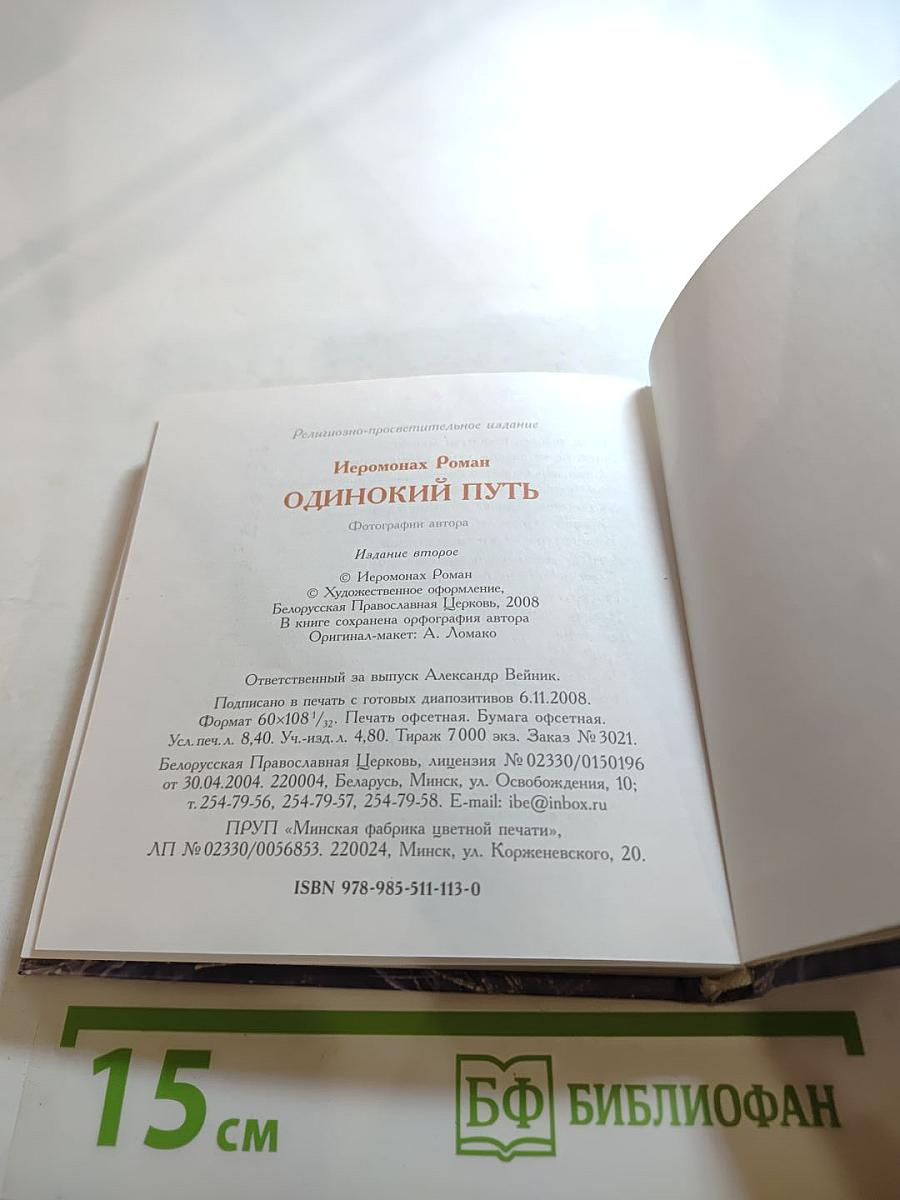 Религиозно-просветительное издание
Иеромонах Роман
ОДИНОКИЙ ПУТЬ
Фотографии автора
Издание второе
© Иеромонах Роман
© Художественное оформление,
Белорусская Православная Церковь, 2008
В книге сохранена орфография автора
Оригинал-макет: А. Ломако
Ответственный за выпуск Александр Вейник.
Подписано в печать с готовых диапозитивов 6.11.2008.
Формат 60×108 1/32. Печать офсетная. Бумага офсетная.
Усл. печ. л. 8,40. Уч.-изд. л. 4,80. Тираж 7000 экз. Заказ № 3021.
Белорусская Православная Церковь, лицензия № 02330/0150196
от 30.04.2004. 220004, Беларусь, Минск, ул. Освобождения, 10;
т. 254-79-56, 254-79-57, 254-79-58. E-mail: ibe@inbox.ru
ПРУП «Минская фабрика цветной печати»,
ЛП № 02330/0056853. 220024, Минск, ул. Корженевского, 20.
ISBN 978-985-511-113-0
15 см
БФ БИБЛИОФАН